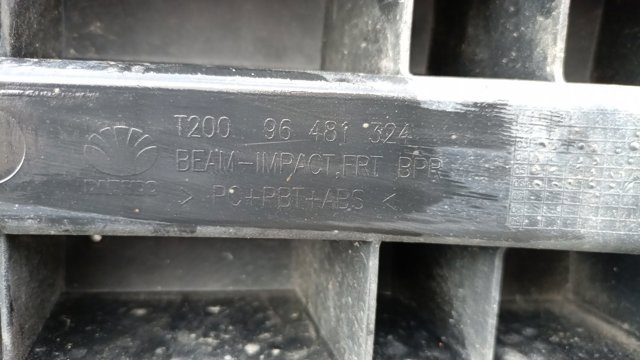 T200 96 481 324
BEAM-IMPACT,FRT BPR
> PC+PBT+ABS <